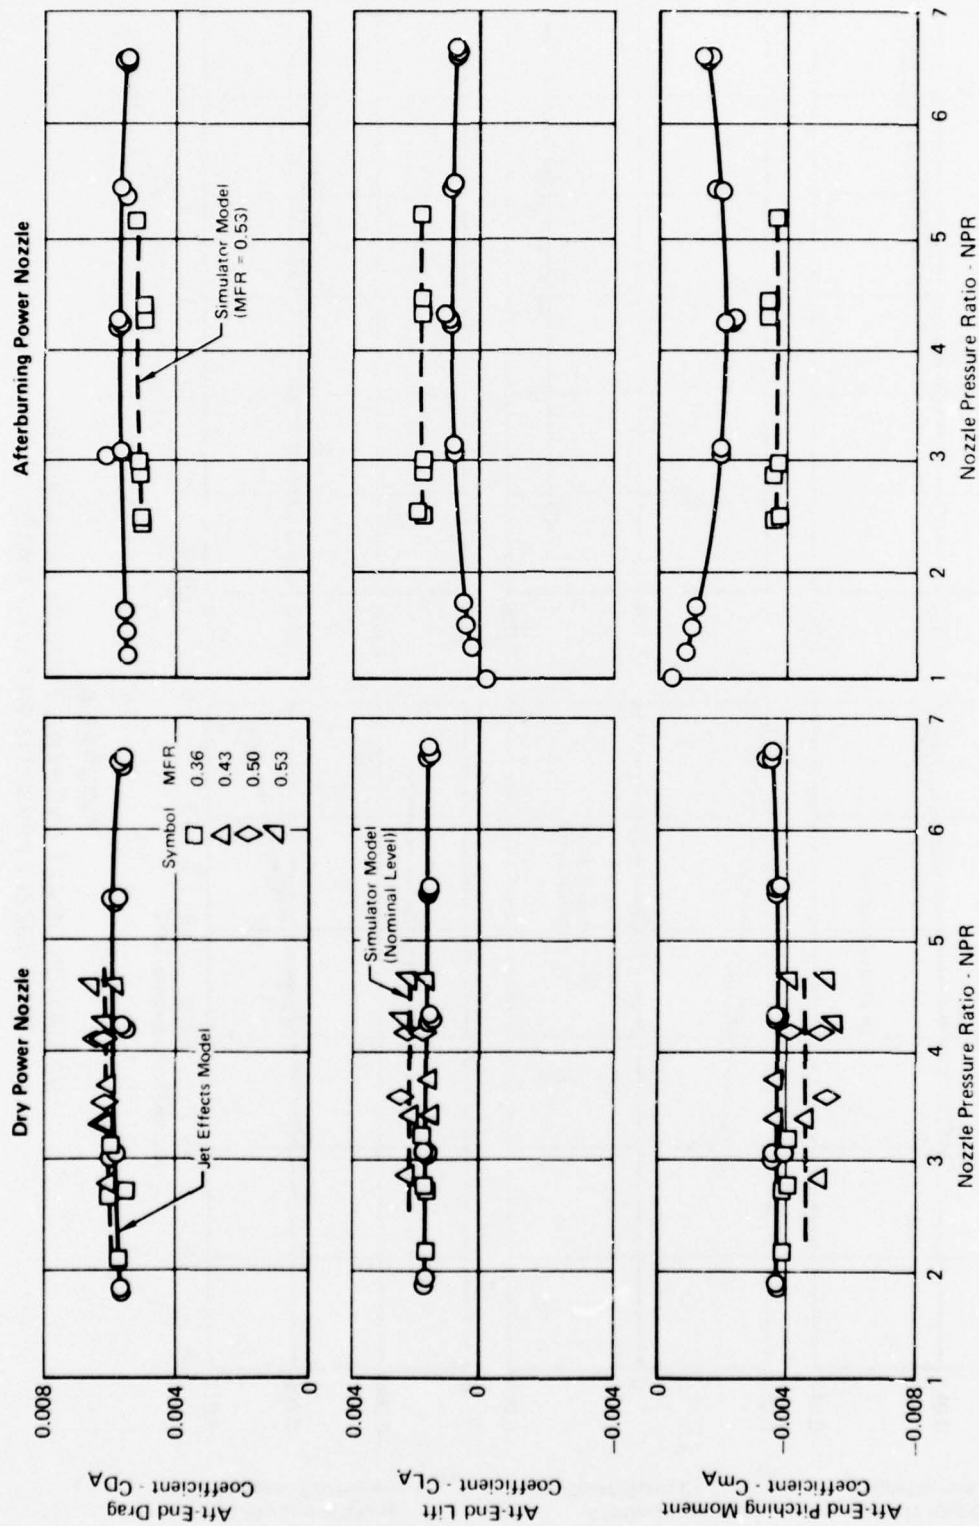 Dry Power Nozzle
Afterburning Power Nozzle
Aft-End Drag
Coefficient - CDA
0.008
0.004
0
Jet Effects Model
Symbol MFR
0.36
0.43
0.50
0.53
Simulator Model
(MFR = 0.53)
Aft-End Lift
Coefficient - CLA
0.004
0
-0.004
Simulator Model
(Nominal Level)
Aft-End Pitching Moment
Coefficient - CmA
0
-0.004
-0.008
1 2 3 4 5 6 7
Nozzle Pressure Ratio - NPR
1 2 3 4 5 6 7
Nozzle Pressure Ratio - NPR